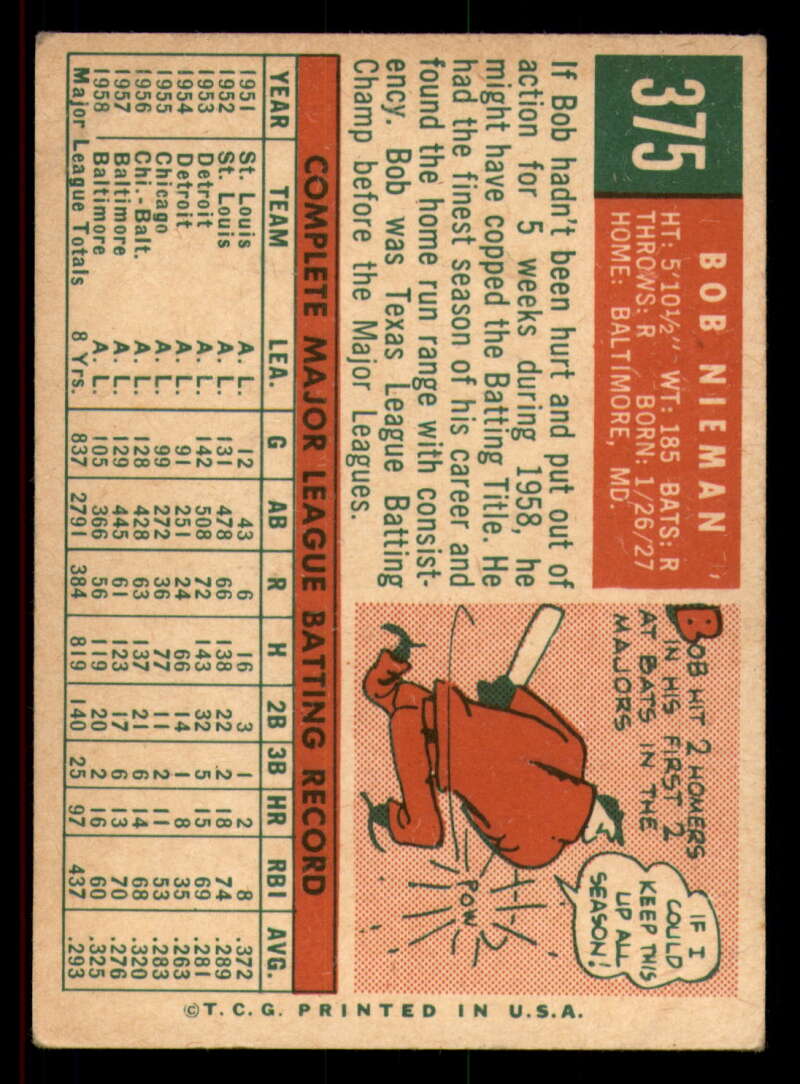 375
BOB NIEMAN
HT: 5'10½" WT: 185 BATS: R
THROWS: R BORN: 1/26/27
HOME: BALTIMORE, MD.
If Bob hadn't been hurt and put out of
action for 5 weeks during 1958, he
might have copped the Batting Title. He
had the finest season of his career and
found the home run range with consist-
ency. Bob was Texas League Batting
Champ before the Major Leagues.
BOB HIT 2 HOMERS
IN HIS FIRST 2
AT BATS IN THE
MAJORS
IF I
COULD
KEEP THIS
UP ALL
SEASON!
POW
COMPLETE MAJOR LEAGUE BATTING RECORD
YEAR TEAM LEA. G AB R H 2B 3B HR RBI AVG.
1951 St. Louis A. L. 12 43 6 16 3 1 2 8 .372
1952 St. Louis A. L. 131 478 66 138 22 2 18 74 .289
1953 Detroit A. L. 142 508 72 143 32 5 15 69 .281
1954 Detroit A. L. 91 251 24 66 14 1 8 35 .263
1955 Chicago A. L. 99 272 36 77 11 2 11 53 .283
1956 Chi.-Balt. A. L. 128 428 63 137 21 6 14 68 .320
1957 Baltimore A. L. 129 445 61 123 17 6 13 70 .276
1958 Baltimore A. L. 105 366 56 119 20 2 16 60 .325
Major League Totals 8 Yrs. 837 2791 384 819 140 25 97 437 .293
© T. C. G. PRINTED IN U.S.A.